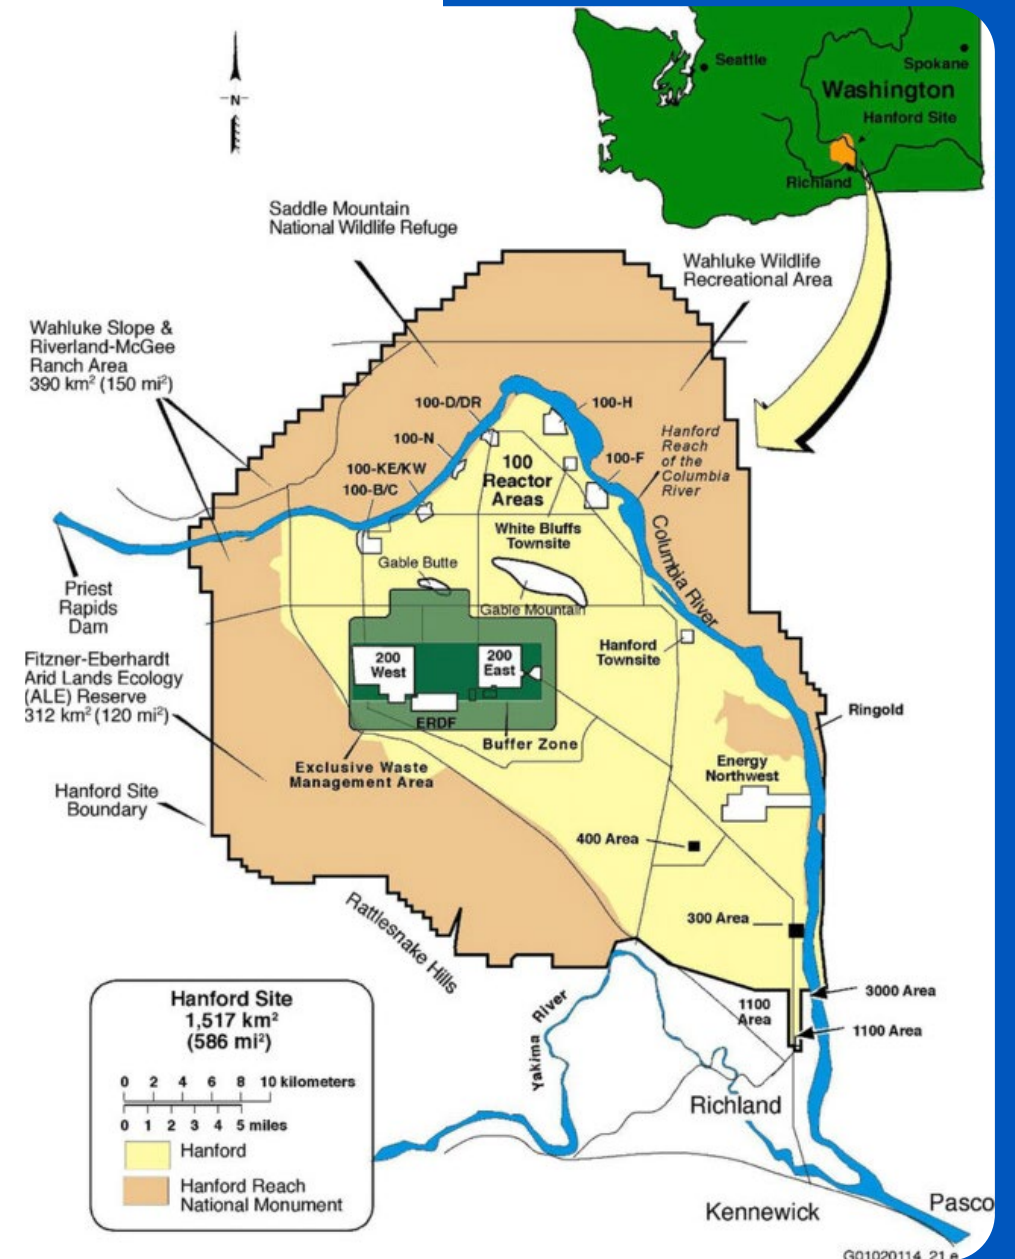 N
Seattle
Spokane
Washington
Hanford Site
Richland
Saddle Mountain
National Wildlife Refuge
Wahluke Wildlife
Recreational Area
Wahluke Slope &
Riverland-McGee
Ranch Area
390 km² (150 mi²)
100-D/DR
100-H
100-N
Hanford
Reach
of the
Columbia
River
100-KE/KW
100-F
100-B/C
100
Reactor
Areas
White Bluffs
Townsite
Columbia River
Gable Butte
Gable Mountain
Priest
Rapids
Dam
Hanford
Townsite
Fitzner-Eberhardt
Arid Lands Ecology
(ALE) Reserve
312 km² (120 mi²)
200
West
200
East
ERDF
Buffer Zone
Ringold
Exclusive Waste
Management Area
Energy
Northwest
Hanford Site
Boundary
400 Area
300 Area
Rattlesnake Hills
3000 Area
1100
Area
1100 Area
Yakima River
Richland
Kennewick
Pasco
Hanford Site
1,517 km²
(586 mi²)
0 2 4 6 8 10 kilometers
0 1 2 3 4 5 miles
Hanford
Hanford Reach
National Monument
G01020114_21.e